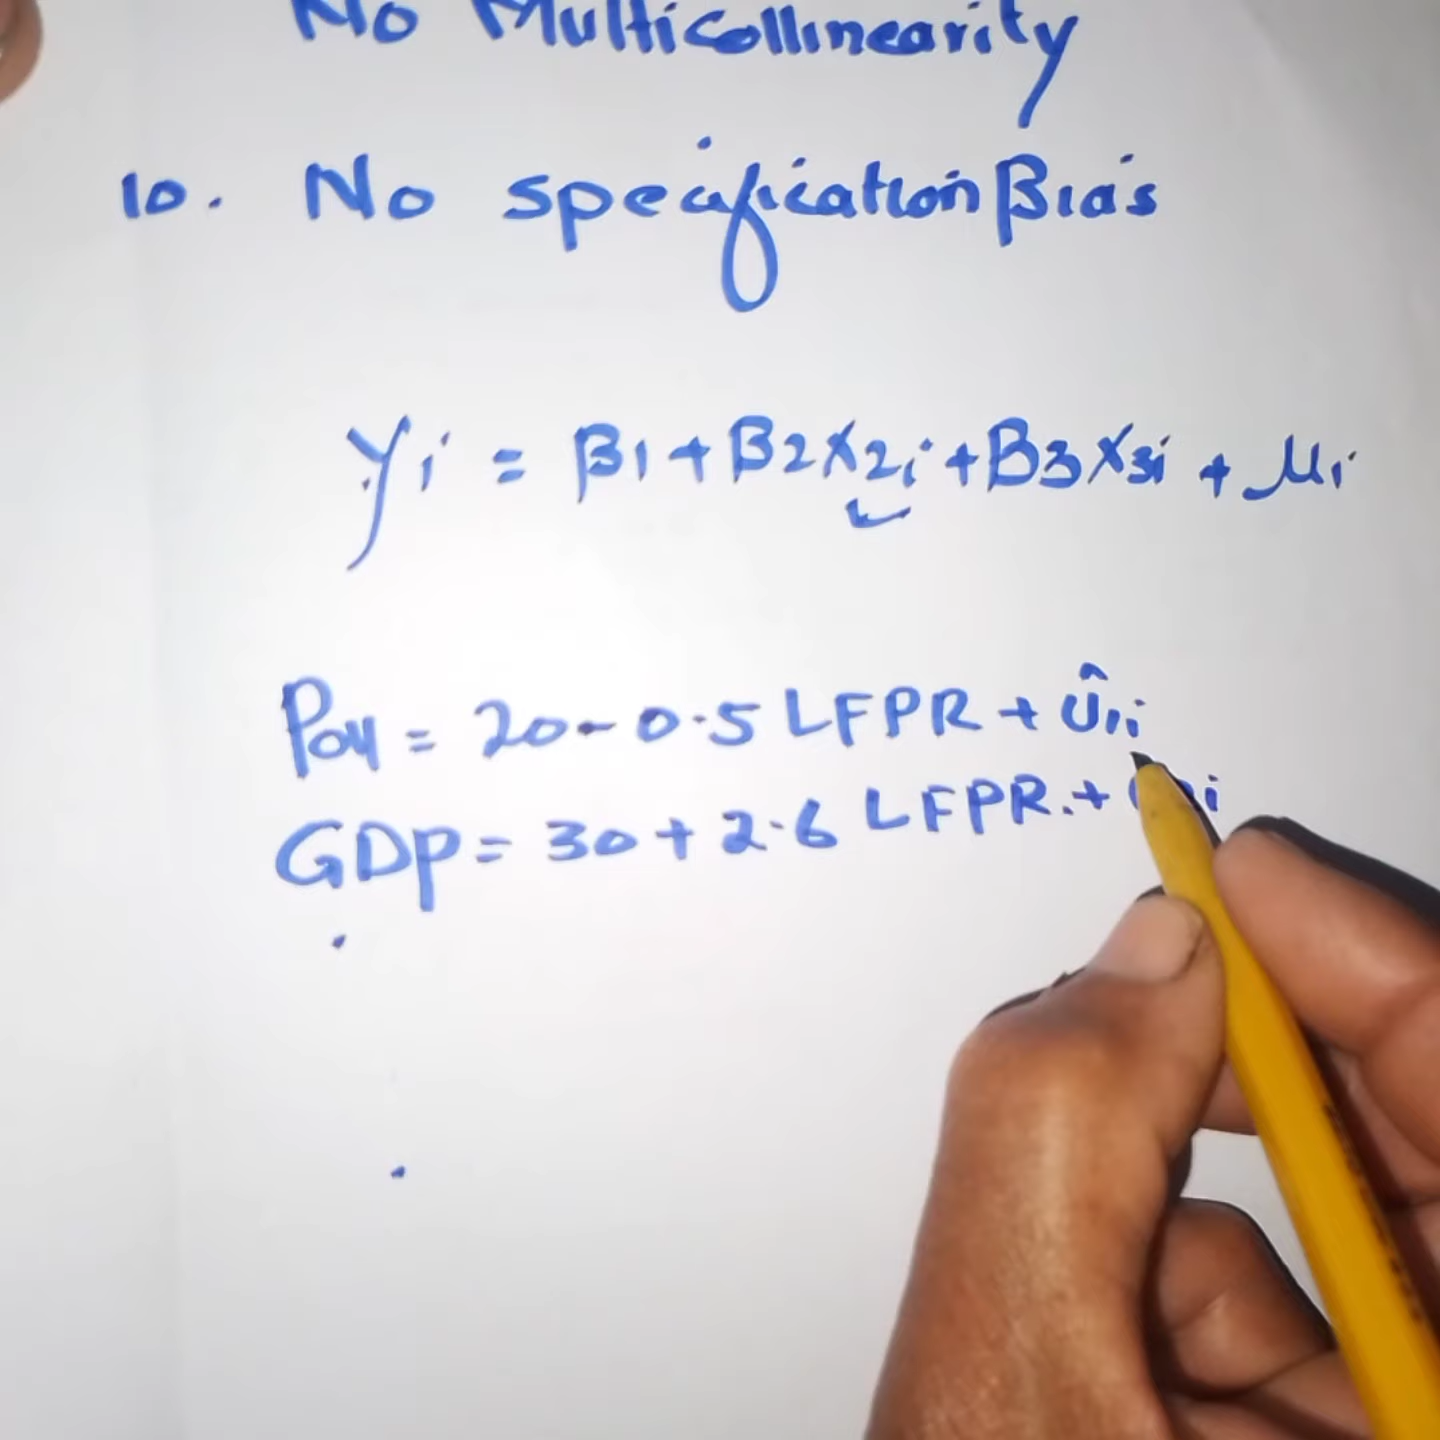 No Multicollinearity
10. No specification Bias
Yi = β1 + β2X2i + β3X3i + μi
Pov = 20 - 0.5 LFPR + û1i
GDP = 30 + 2.6 LFPR. + i